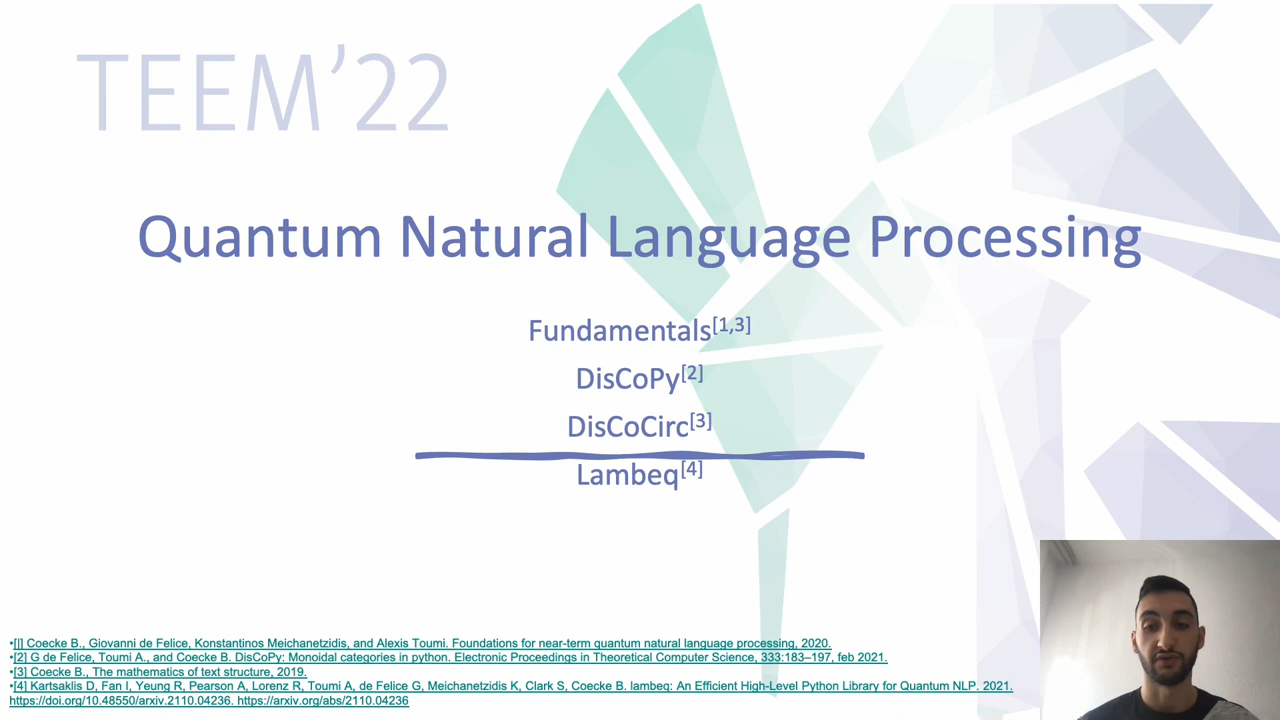 TEEM'22
Quantum Natural Language Processing
Fundamentals[1,3]
DisCoPy[2]
DisCoCirc[3]
Lambeq[4]
•[]] Coecke B., Giovanni de Felice, Konstantinos Meichanetzidis, and Alexis Toumi. Foundations for near-term quantum natural language processing, 2020.
•[2] G de Felice, Toumi A., and Coecke B. DisCoPy: Monoidal categories in python. Electronic Proceedings in Theoretical Computer Science, 333:183–197, feb 2021.
•[3] Coecke B., The mathematics of text structure, 2019.
•[4] Kartsaklis D, Fan I, Yeung R, Pearson A, Lorenz R, Toumi A, de Felice G, Meichanetzidis K, Clark S, Coecke B. lambeq: An Efficient High-Level Python Library for Quantum NLP. 2021.
https://doi.org/10.48550/arxiv.2110.04236. https://arxiv.org/abs/2110.04236